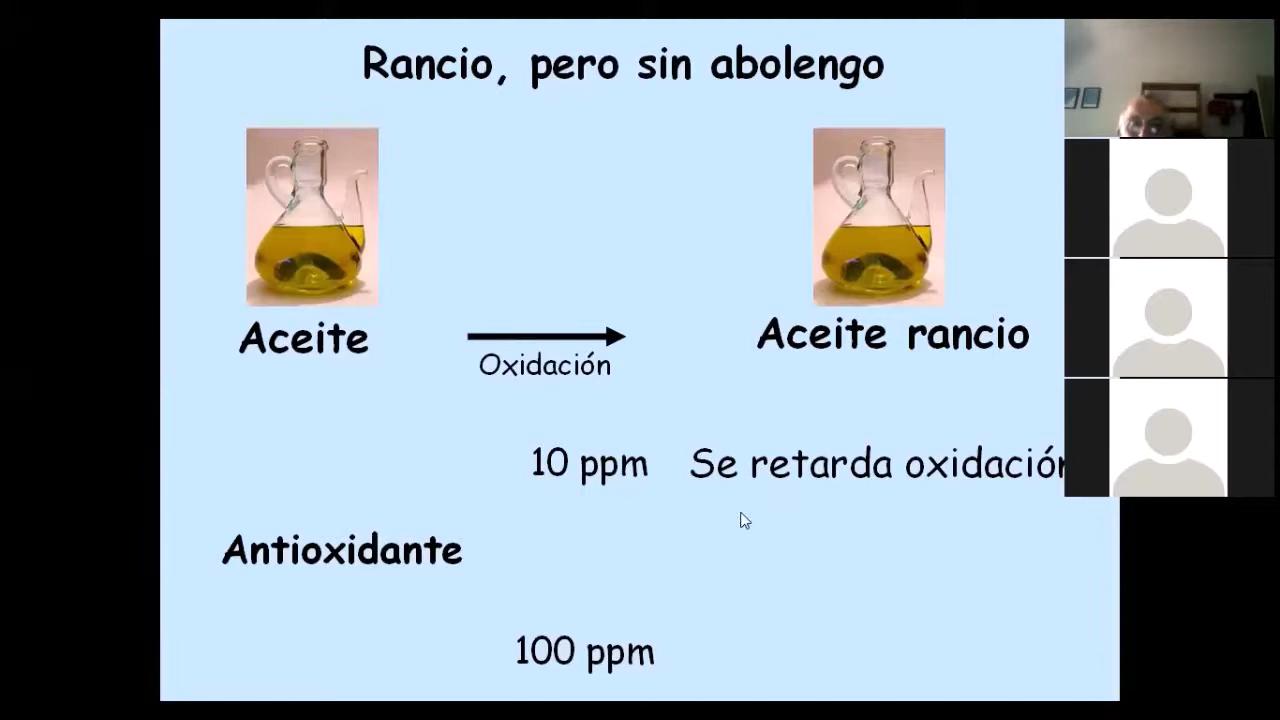 Rancio, pero sin abolengo
Aceite
Aceite rancio
Oxidación
10 ppm
Se retarda oxidación
Antioxidante
100 ppm